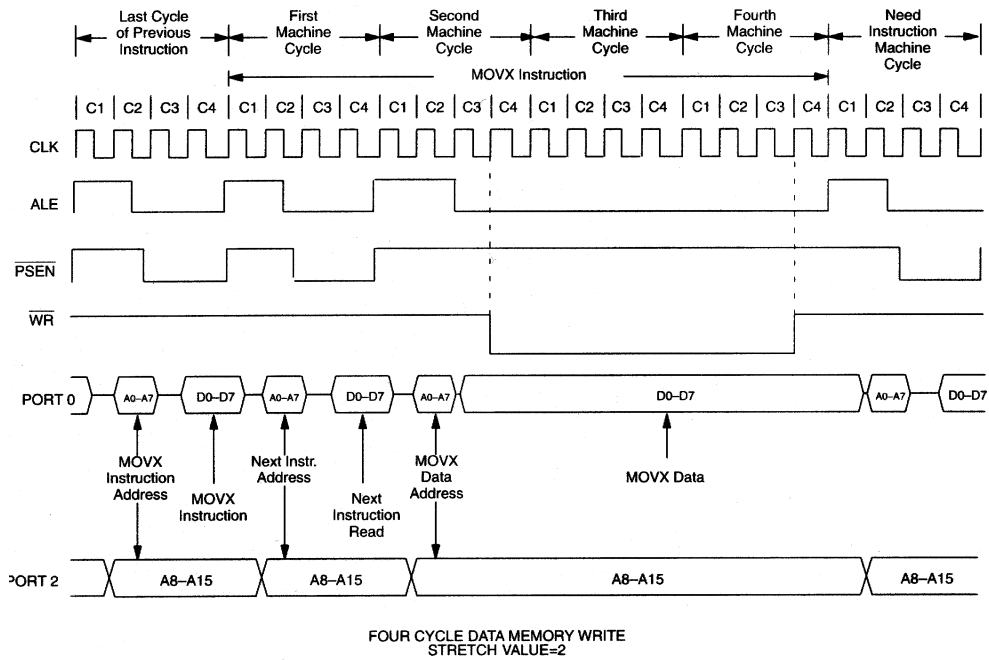 Last Cycle
of Previous
Instruction
First
Machine
Cycle
Second
Machine
Cycle
Third
Machine
Cycle
Fourth
Machine
Cycle
Need
Instruction
Machine
Cycle
MOVX Instruction
C1 C2 C3 C4 C1 C2 C3 C4 C1 C2 C3 C4 C1 C2 C3 C4 C1 C2 C3 C4 C1 C2 C3 C4
CLK
ALE
PSEN
WR
PORT 0
A0–A7 D0–D7 A0–A7 D0–D7 A0–A7 D0–D7 A0–A7 D0–D7
MOVX
Instruction
Address
MOVX
Instruction
Next Instr.
Address
Next
Instruction
Read
MOVX
Data
Address
MOVX Data
PORT 2
A8–A15 A8–A15 A8–A15 A8–A15
FOUR CYCLE DATA MEMORY WRITE
STRETCH VALUE=2